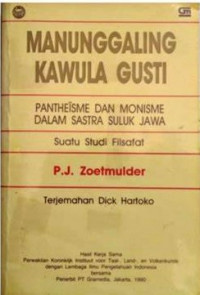 MANUNGGALING
KAWULA GUSTI
PANTHEÏSME DAN MONISME
DALAM SASTRA SULUK JAWA
Suatu Studi Filsafat
P.J. Zoetmulder
Terjemahan Dick Hartoko
Hasil Kerja Sama
Perwakilan Koninklijk Instituut voor Taal-, Land-, en Volkenkunde
dengan Lembaga Ilmu Pengetahuan Indonesia
bersama
Penerbit PT Gramedia, Jakarta, 1990